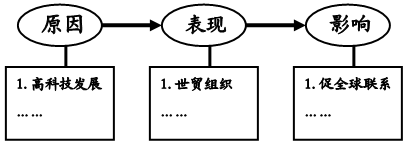 原因 表现 影响
1. 高科技发展 1. 世贸组织 1. 促全球联系
…… …… ……